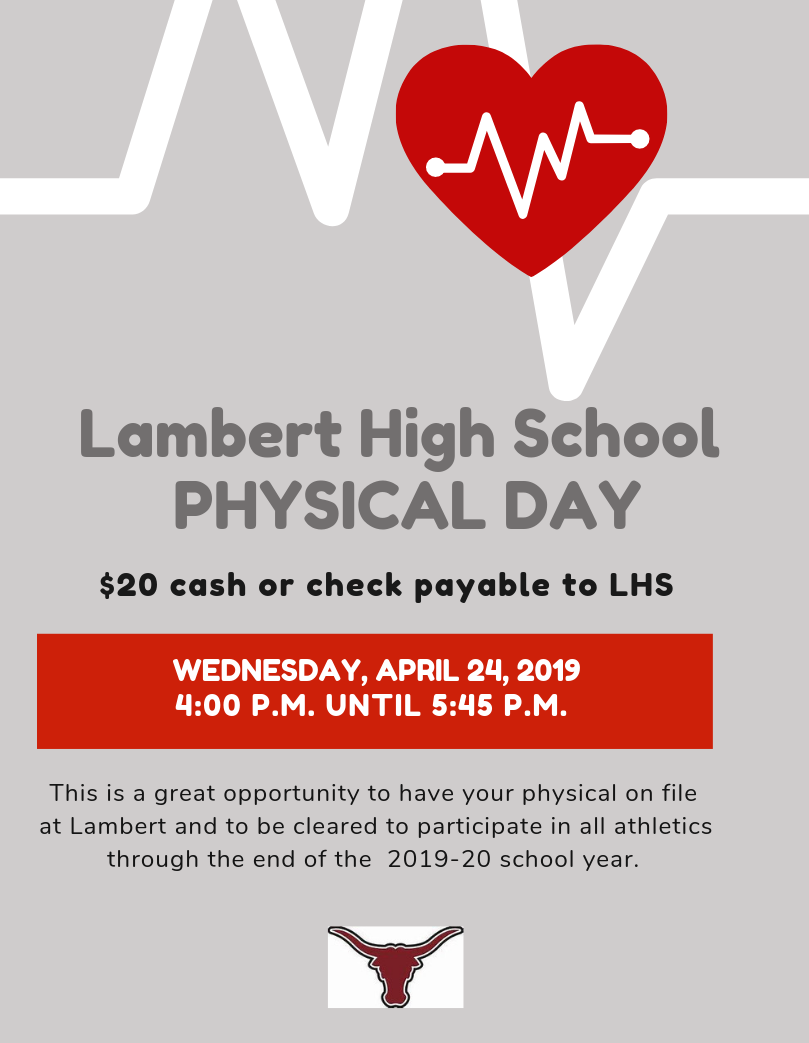 Lambert High School
PHYSICAL DAY
$20 cash or check payable to LHS
WEDNESDAY, APRIL 24, 2019
4:00 P.M. UNTIL 5:45 P.M.
This is a great opportunity to have your physical on file
at Lambert and to be cleared to participate in all athletics
through the end of the  2019-20 school year.